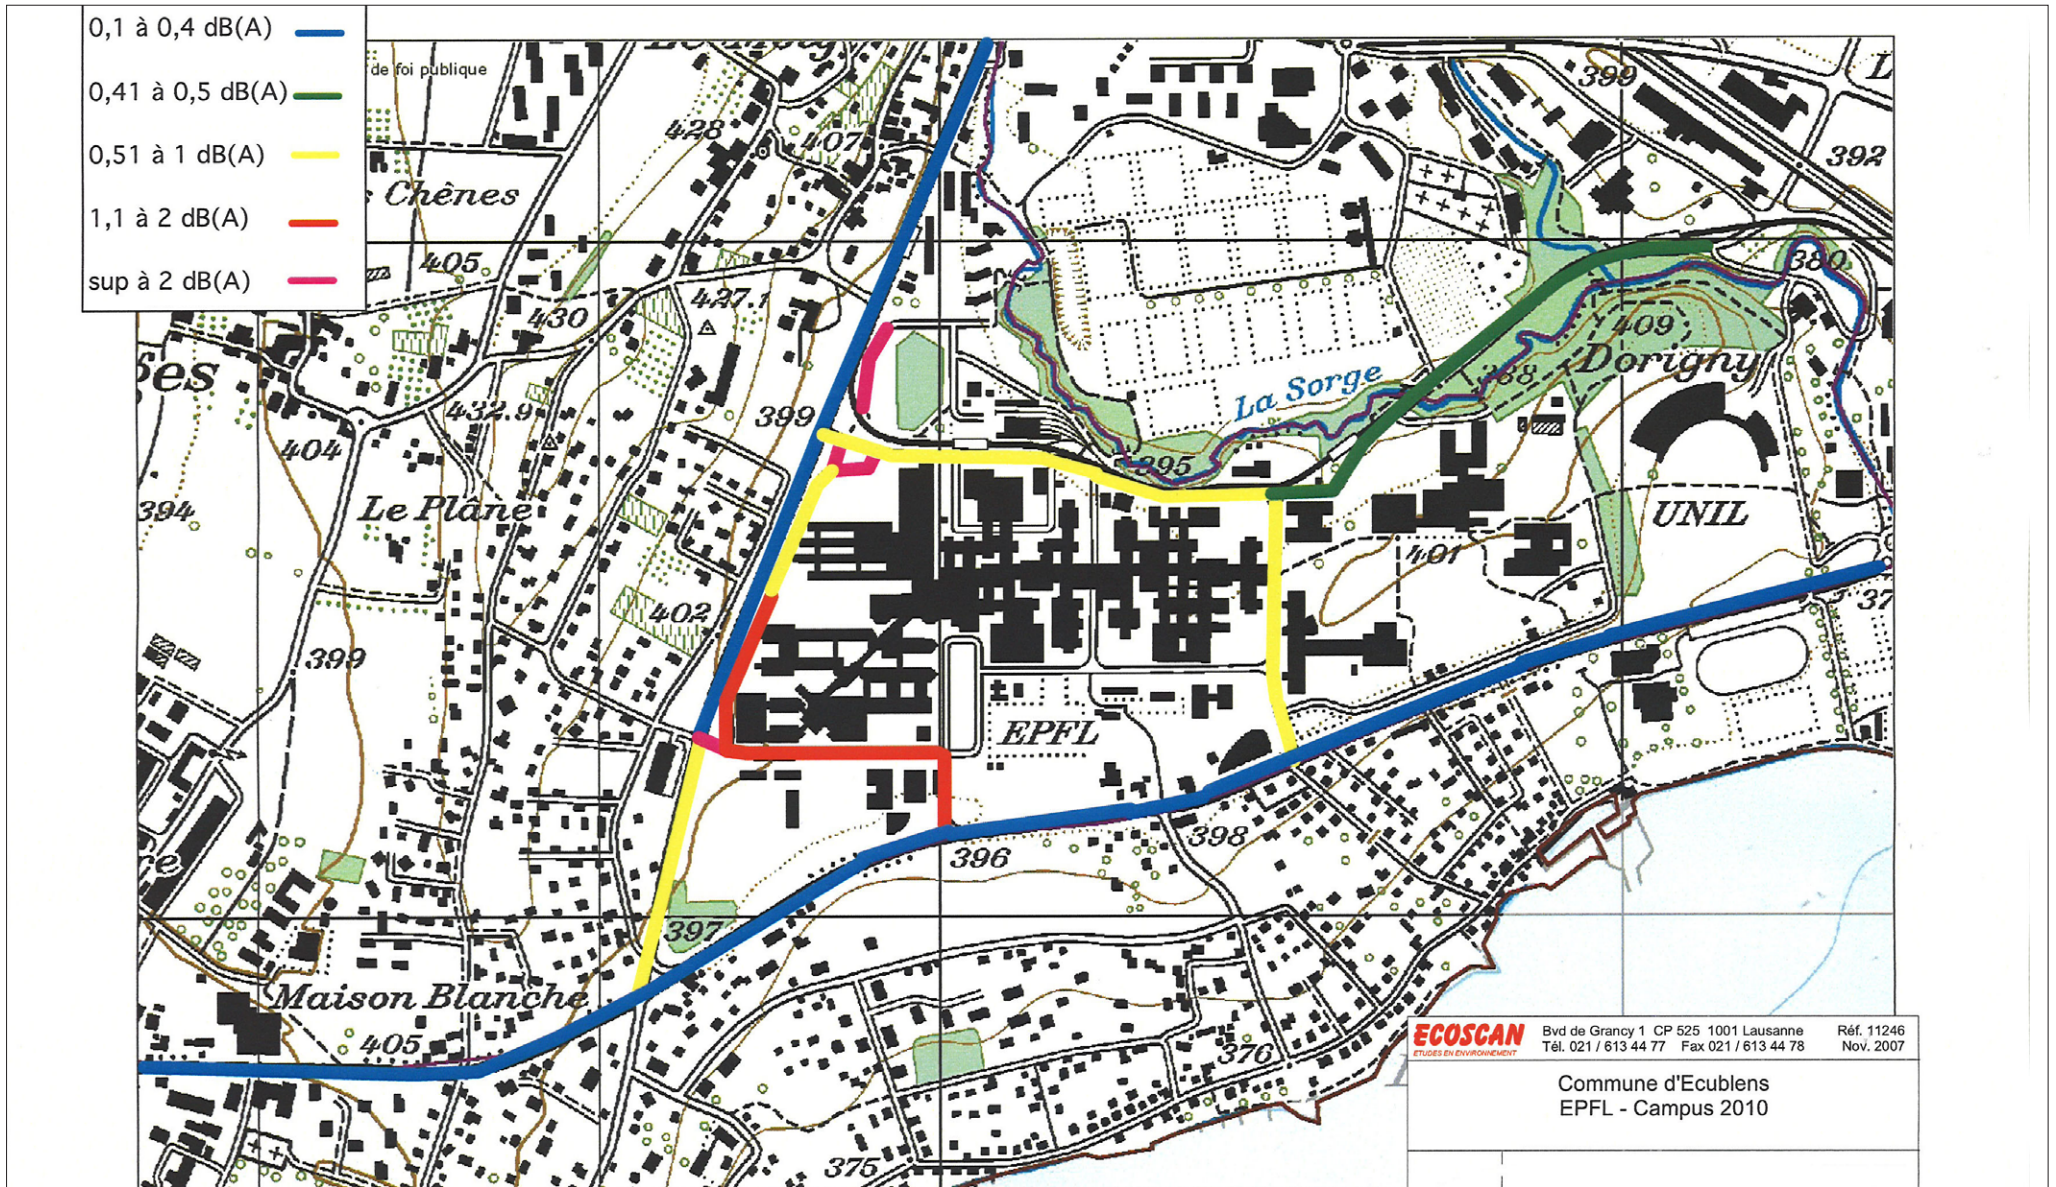 0,1 à 0,4 dB(A)
0,41 à 0,5 dB(A)
0,51 à 1 dB(A)
1,1 à 2 dB(A)
sup à 2 dB(A)
de foi publique
399
L
428
407
392
Chênes
405
427.1
430
380
409
Dorigny
388
La Sorge
399
432.9
404
395
394
Le Plâne
UNIL
401
402
37
399
EPFL
398
396
re
397
Maison Blanche
405
376
375
ECOSCAN
ETUDES EN ENVIRONNEMENT
Bvd de Grancy 1 CP 525 1001 Lausanne
Tél. 021 / 613 44 77 Fax 021 / 613 44 78
Réf. 11246
Nov. 2007
Commune d'Ecublens
EPFL - Campus 2010